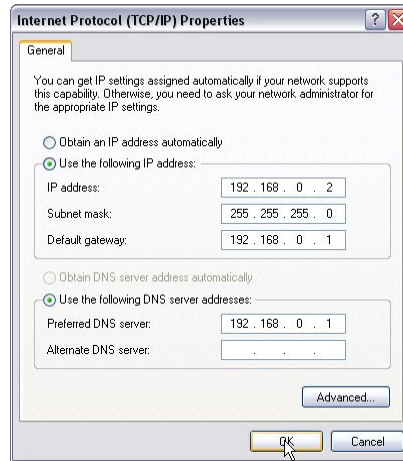 Internet Protocol (TCP/IP) Properties
General
You can get IP settings assigned automatically if your network supports
this capability. Otherwise, you need to ask your network administrator for
the appropriate IP settings.
Obtain an IP address automatically
Use the following IP address:
IP address: 192 . 168 . 0 . 2
Subnet mask: 255 . 255 . 255 . 0
Default gateway: 192 . 168 . 0 . 1
Obtain DNS server address automatically
Use the following DNS server addresses:
Preferred DNS server: 192 . 168 . 0 . 1
Alternate DNS server: . . .
Advanced...
OK Cancel